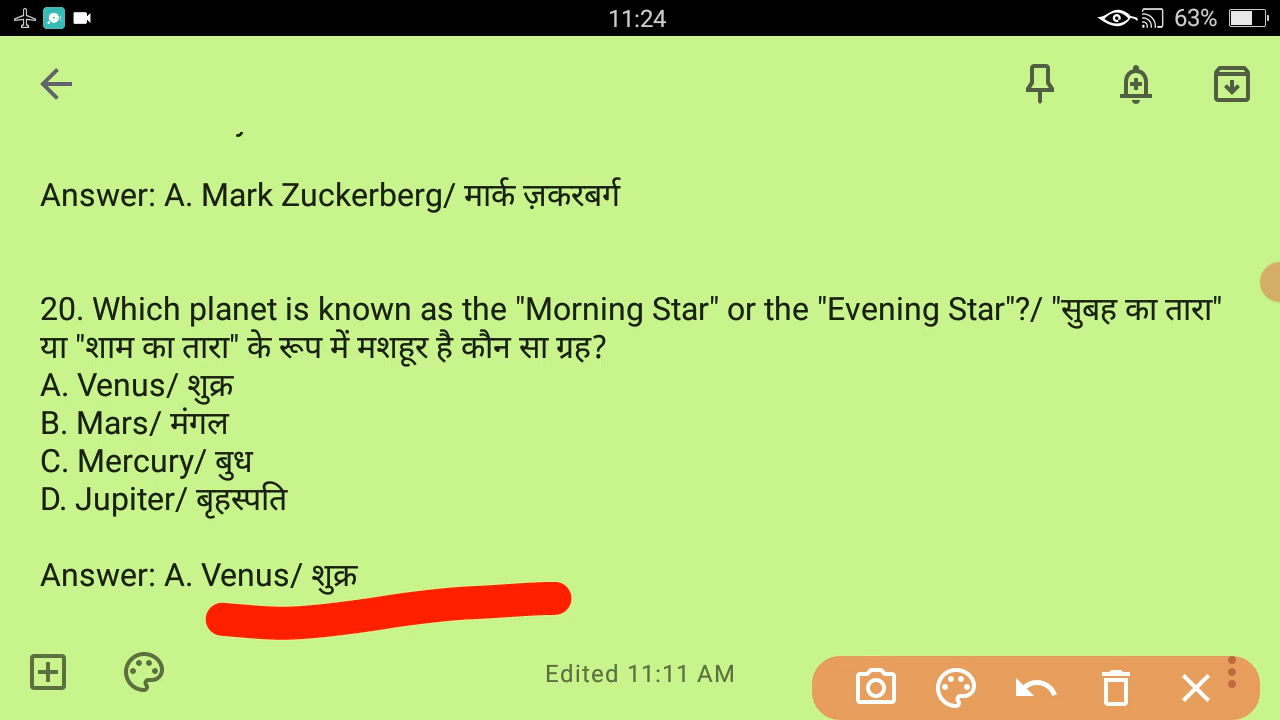 11:24
63%
Answer: A. Mark Zuckerberg/ मार्क ज़करबर्ग
20. Which planet is known as the "Morning Star" or the "Evening Star"?/ "सुबह का तारा"
या "शाम का तारा" के रूप में मशहूर है कौन सा ग्रह?
A. Venus/ शुक्र
B. Mars/ मंगल
C. Mercury/ बुध
D. Jupiter/ बृहस्पति
Answer: A. Venus/ शुक्र
Edited 11:11 AM